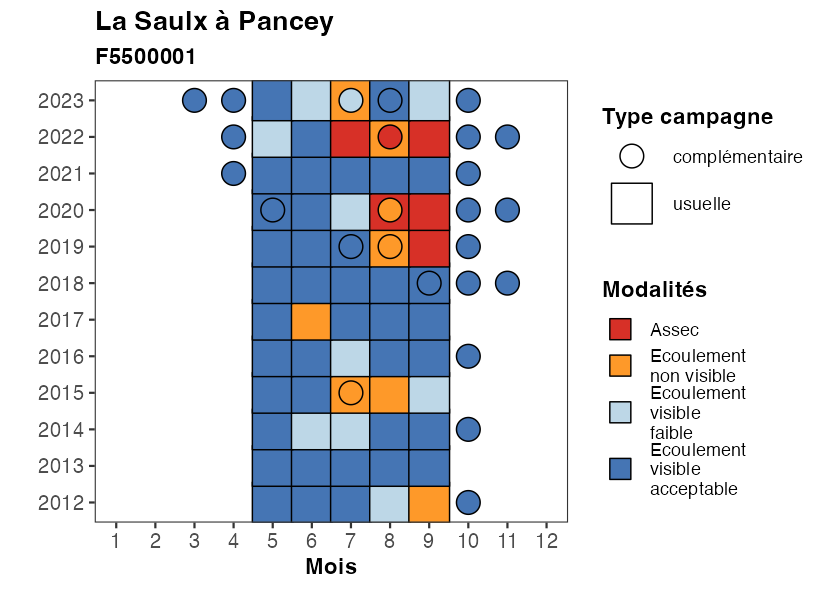 La Saulx à Pancey
F5500001
2023
2022
2021
2020
2019
2018
2017
2016
2015
2014
2013
2012
1 2 3 4 5 6 7 8 9 10 11 12
Mois
Type campagne
complémentaire
usuelle
Modalités
Assec
Ecoulement
non visible
Ecoulement
visible
faible
Ecoulement
visible
acceptable